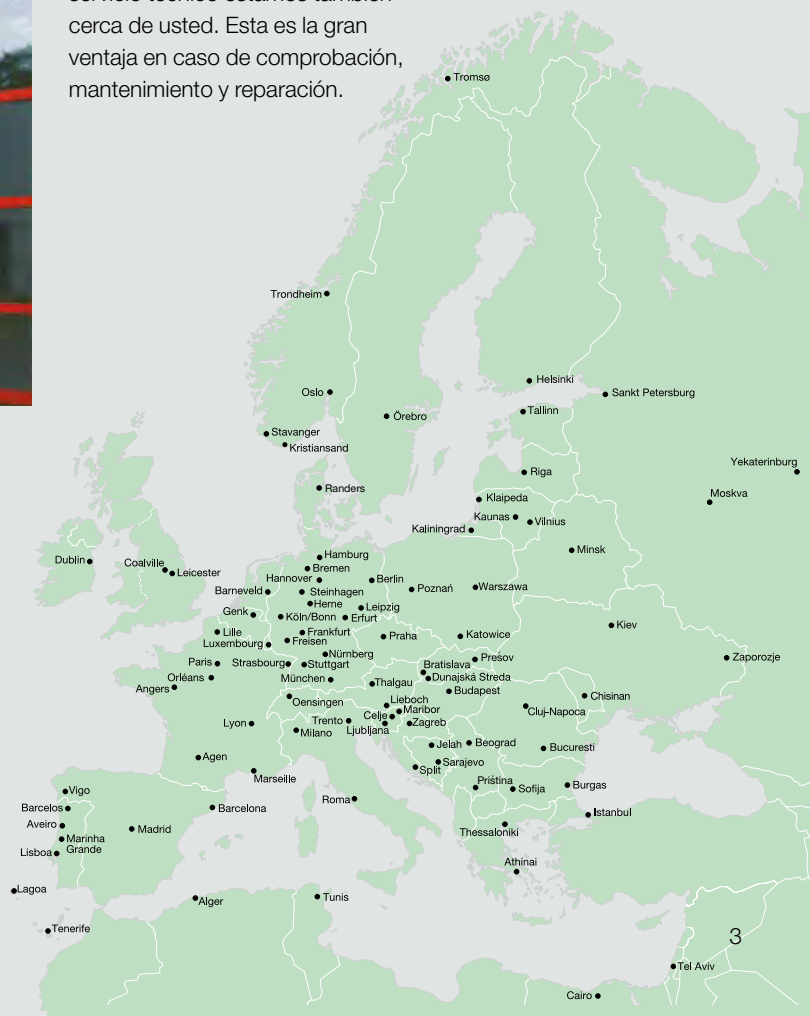 servicio técnico estamos también
cerca de usted. Esta es la gran
ventaja en caso de comprobación,
mantenimiento y reparación.
Tromsø
Trondheim
Oslo
Helsinki
Sankt Petersburg
Örebro
Tallinn
Stavanger
Kristiansand
Yekaterinburg
Riga
Randers
Moskva
Klaipeda
Kaunas
Vilnius
Kaliningrad
Minsk
Hamburg
Dublin
Coalville
Leicester
Bremen
Hannover
Berlin
Barneveld
Steinhagen
Poznań
Warszawa
Herne
Leipzig
Genk
Köln/Bonn
Erfurt
Kiev
Lille
Frankfurt
Praha
Katowice
Luxembourg
Freisen
Nürnberg
Presov
Zaporozje
Paris
Strasbourg
Stuttgart
Bratislava
Orléans
München
Dunajská Streda
Angers
Thalgau
Budapest
Oensingen
Lieboch
Chisinan
Maribor
Cluj-Napoca
Lyon
Trento
Celje
Zagreb
Ljubljana
Milano
Jelah
Beograd
Bucuresti
Agen
Sarajevo
Split
Marseille
Priština
Sofija
Burgas
Vigo
Roma
Barcelos
Barcelona
Istanbul
Aveiro
Madrid
Marinha
Grande
Thessaloniki
Lisboa
Athínai
Lagoa
Alger
Tunis
Tenerife
3
Tel Aviv
Cairo